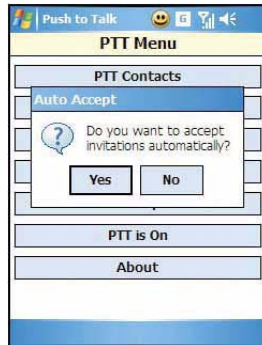 Push to Talk
G
PTT Menu
PTT Contacts
Auto Accept
Do you want to accept
invitations automatically?
Yes
No
PTT is On
About